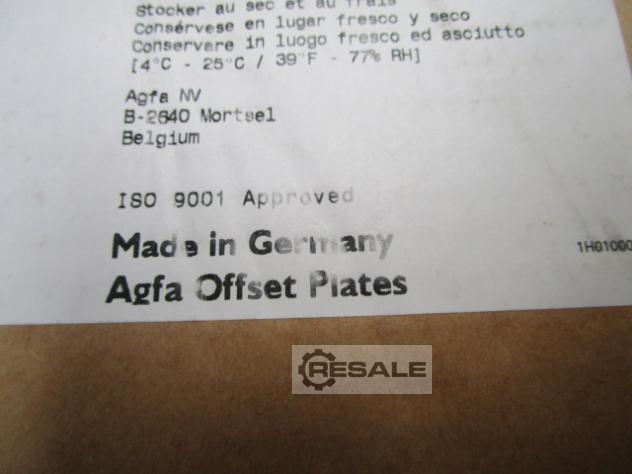 Stocker au sec et au frais
Consérvese en lugar fresco y seco
Conservare in luogo fresco ed asciutto
[4°C - 25°C / 39°F - 77% RH]
Agfa NV
B-2640 Mortsel
Belgium
ISO 9001 Approved
Made in Germany
Agfa Offset Plates
RESALE